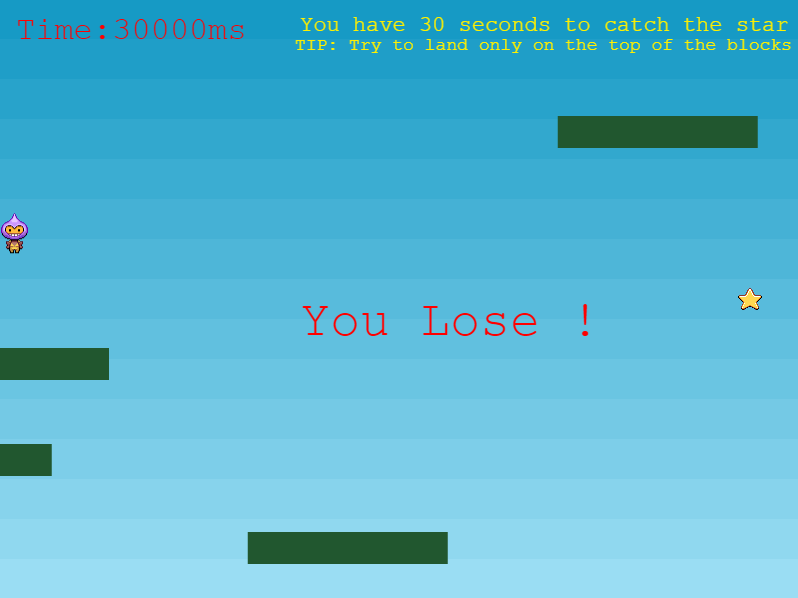 Time:30000ms
You have 30 seconds to catch the star
TIP: Try to land only on the top of the blocks
You Lose !